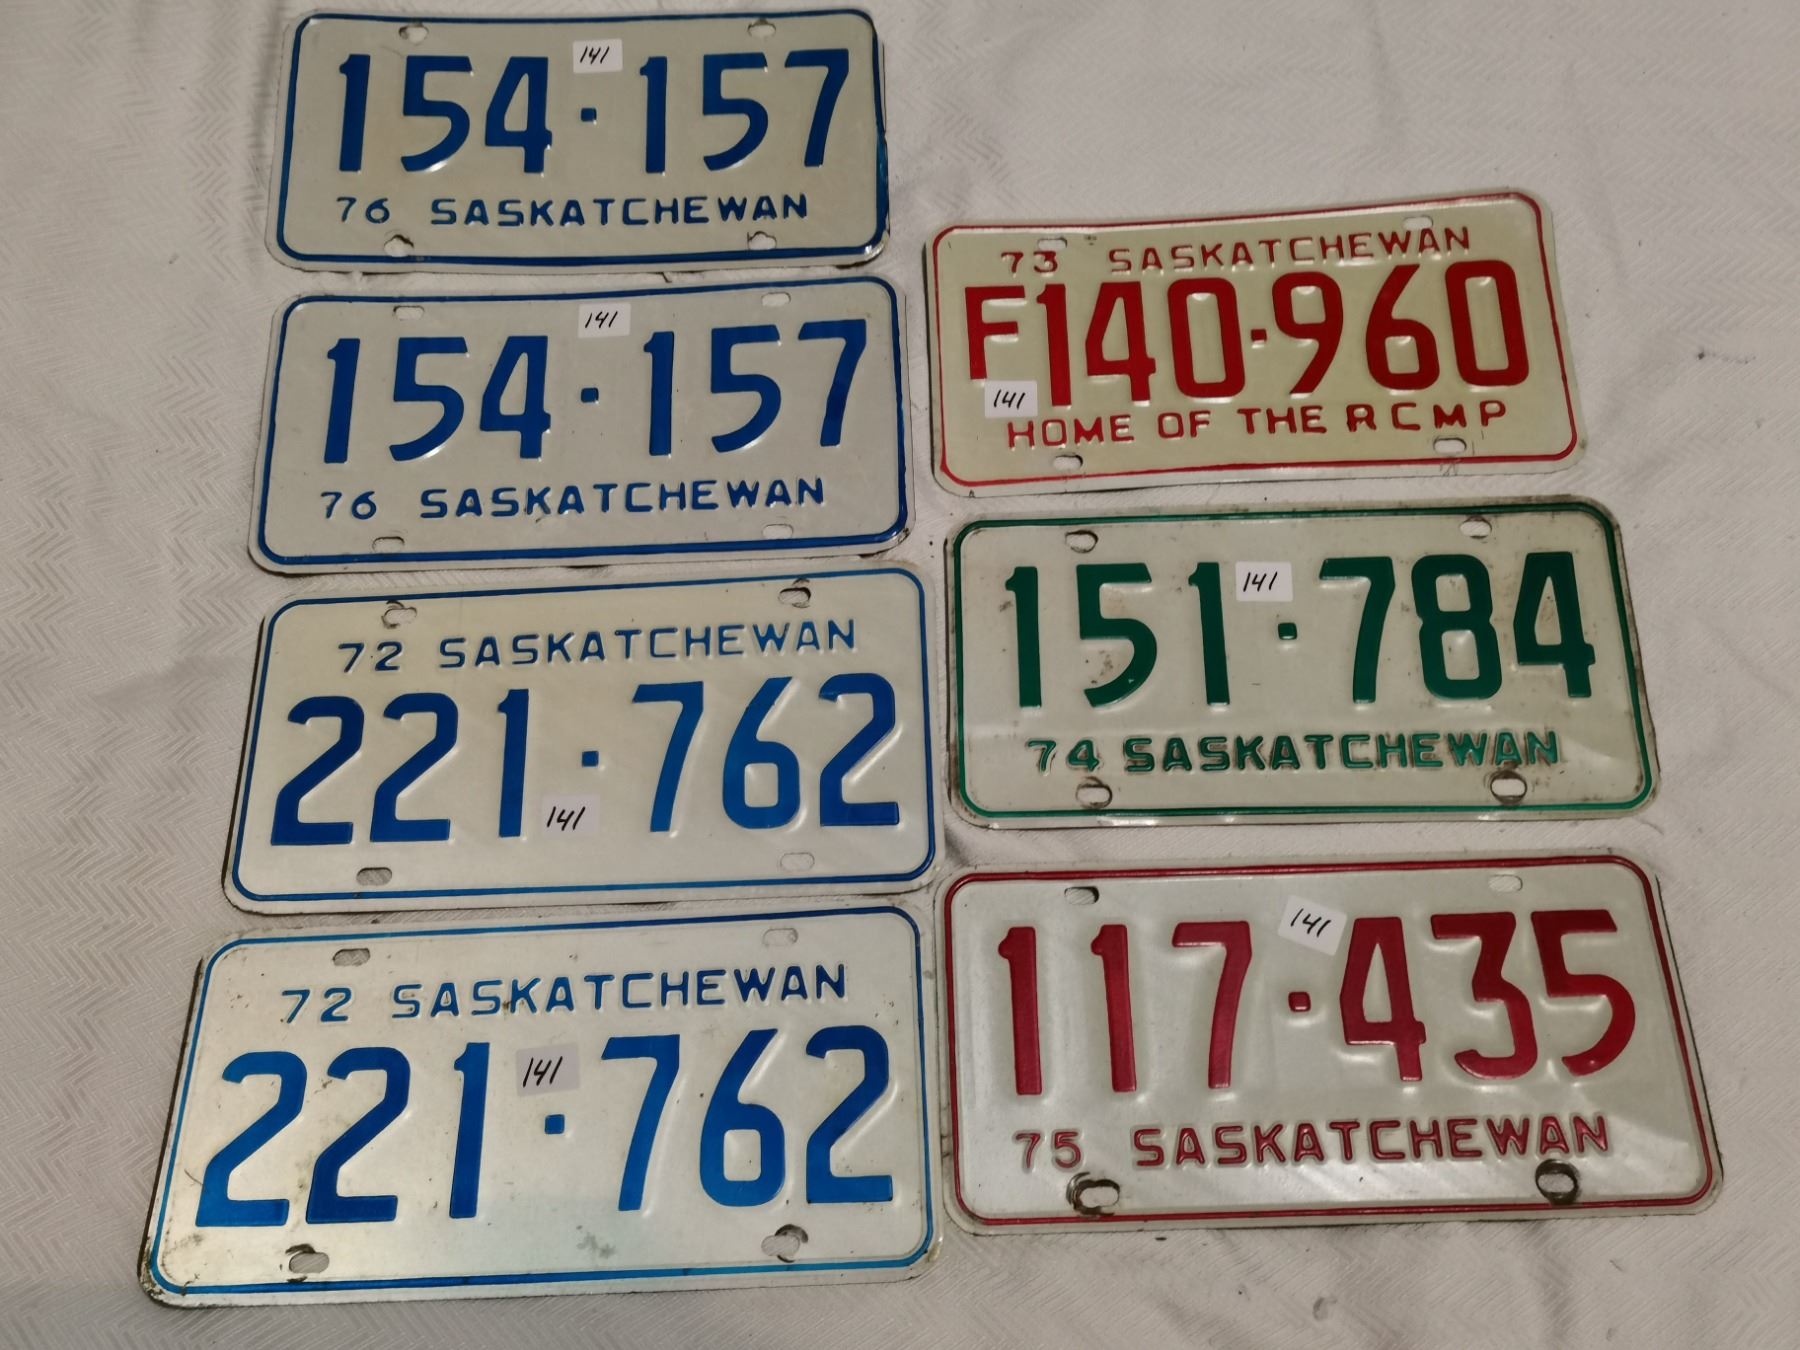 141
154·157
76 SASKATCHEWAN
141
154·157
76 SASKATCHEWAN
72 SASKATCHEWAN
221·762
141
72 SASKATCHEWAN
221·762
141
73 SASKATCHEWAN
F140-960
141
HOME OF THE RCMP
151·784
141
74 SASKATCHEWAN
141
117·435
75 SASKATCHEWAN